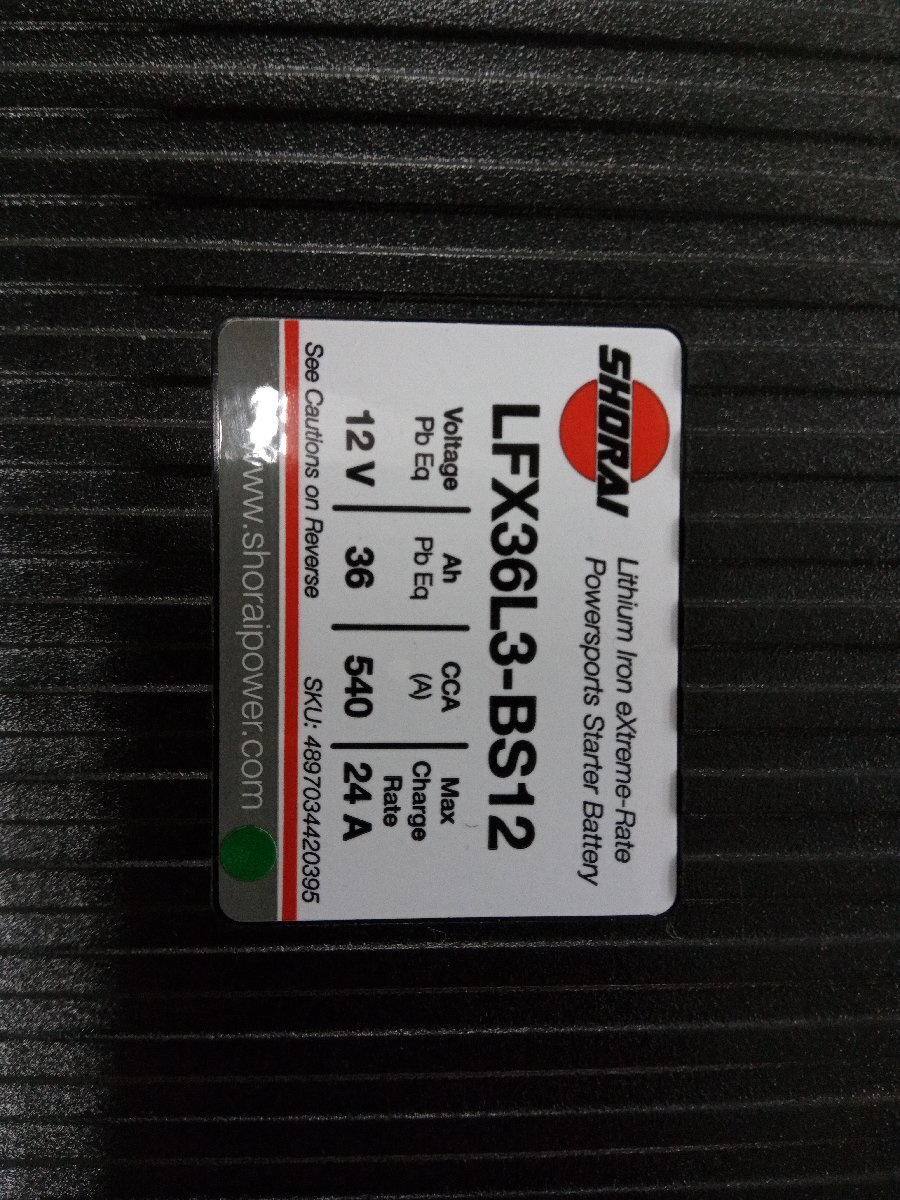 SHORAI
Lithium Iron eXtreme-Rate
Powersports Starter Battery
LFX36L3-BS12
Voltage
Pb Eq
12 V
Ah
Pb Eq
36
CCA
(A)
540
Max
Charge
Rate
24 A
See Cautions on Reverse
SKU: 4897034420395
www.shoraipower.com